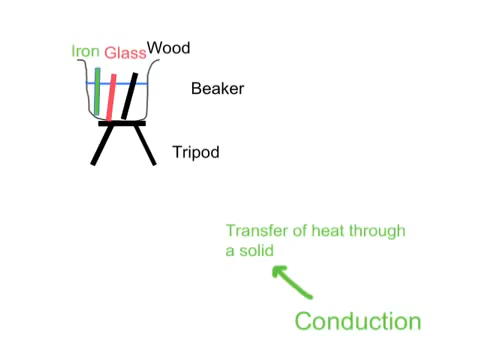 Iron Glass Wood
Beaker
Tripod
Transfer of heat through
a solid
Conduction